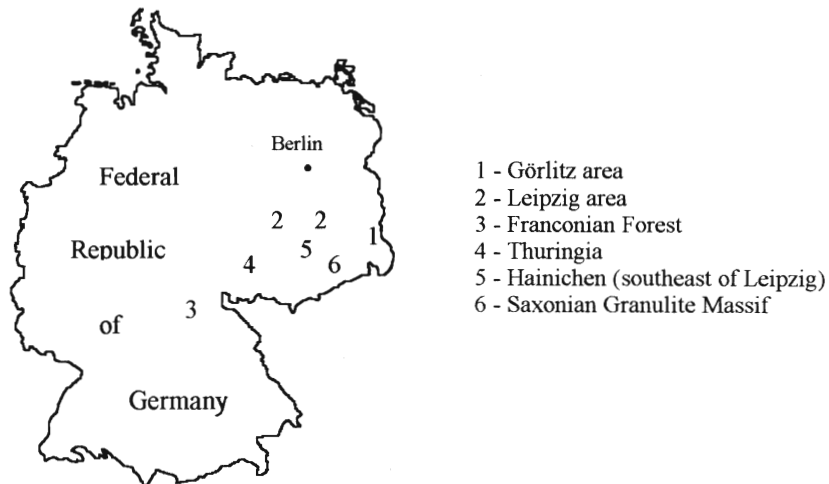 Berlin
Federal
2 2
1
Republic
5
4 6
3
of
Germany
1 - Görlitz area
2 - Leipzig area
3 - Franconian Forest
4 - Thuringia
5 - Hainichen (southeast of Leipzig)
6 - Saxonian Granulite Massif